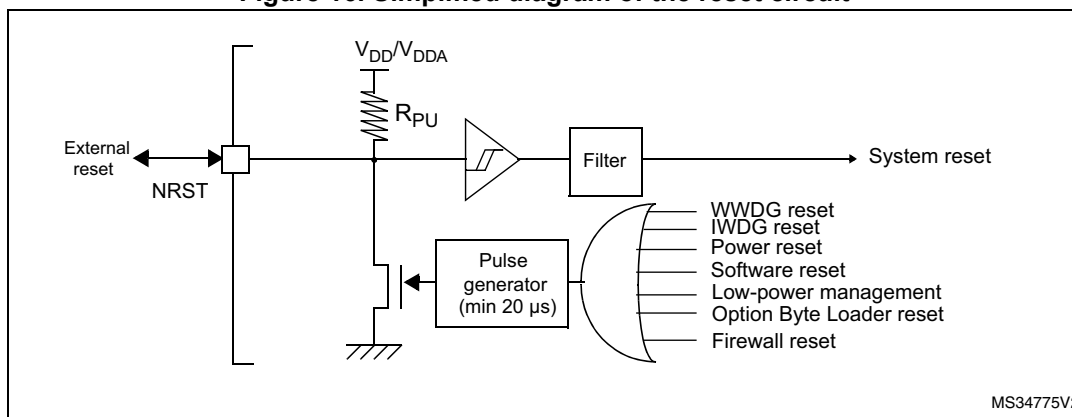 Figure
Simplified diagram of the reset circuit
VDD/VDDA
RPU
External
reset
NRST
Filter
System reset
Pulse
generator
(min 20 µs)
WWDG reset
IWDG reset
Power reset
Software reset
Low-power management
Option Byte Loader reset
Firewall reset
MS34775V2